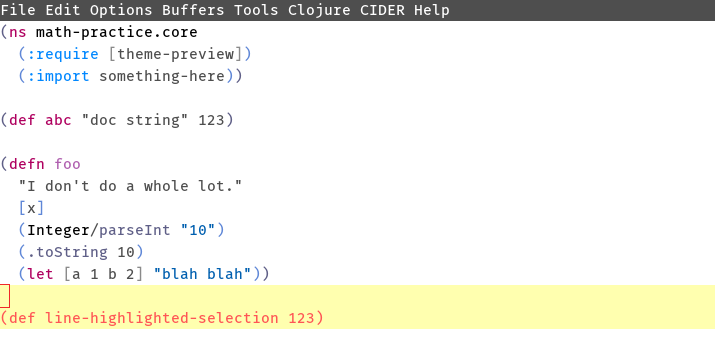 File Edit Options Buffers Tools Clojure CIDER Help
(ns math-practice.core
  (:require [theme-preview])
  (:import something-here))
(def abc "doc string" 123)
(defn foo
  "I don't do a whole lot."
  [x]
  (Integer/parseInt "10")
  (.toString 10)
  (let [a 1 b 2] "blah blah"))
(def line-highlighted-selection 123)